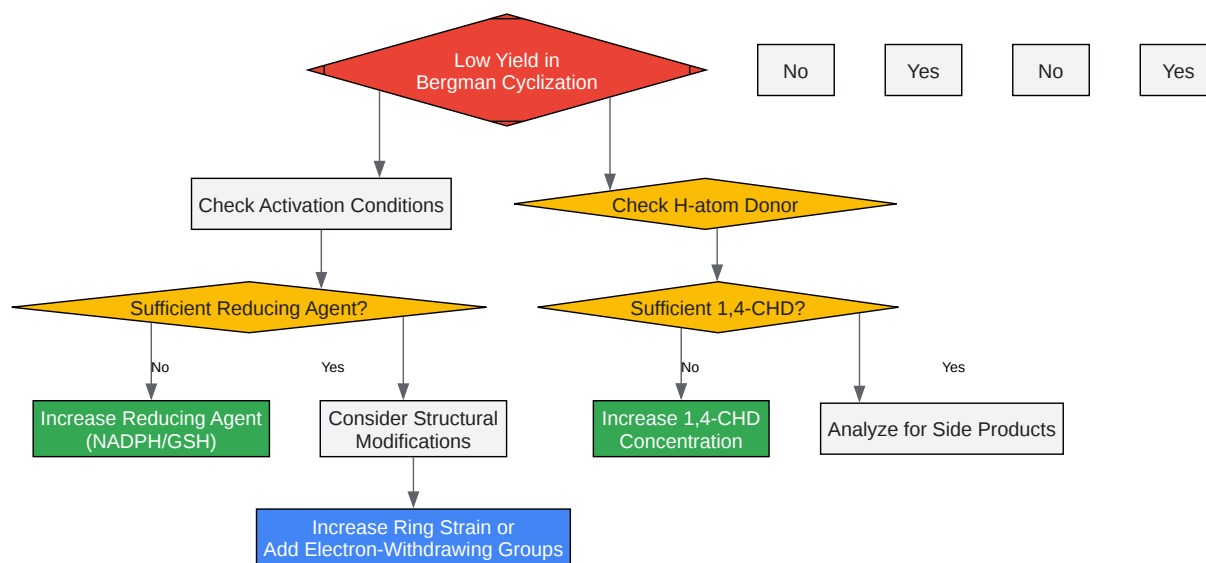 Low Yield in
Bergman Cyclization
No
Yes
No
Yes
Check Activation Conditions
Check H-atom Donor
Sufficient Reducing Agent?
Sufficient 1,4-CHD?
No
Yes
No
Yes
Increase Reducing Agent
(NADPH/GSH)
Consider Structural
Modifications
Increase 1,4-CHD
Concentration
Analyze for Side Products
Increase Ring Strain or
Add Electron-Withdrawing Groups